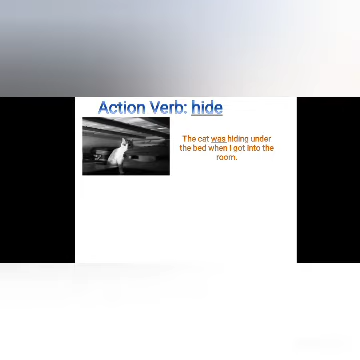 Action Verb: hide
The cat was hiding under
the bed when I got into the
room.